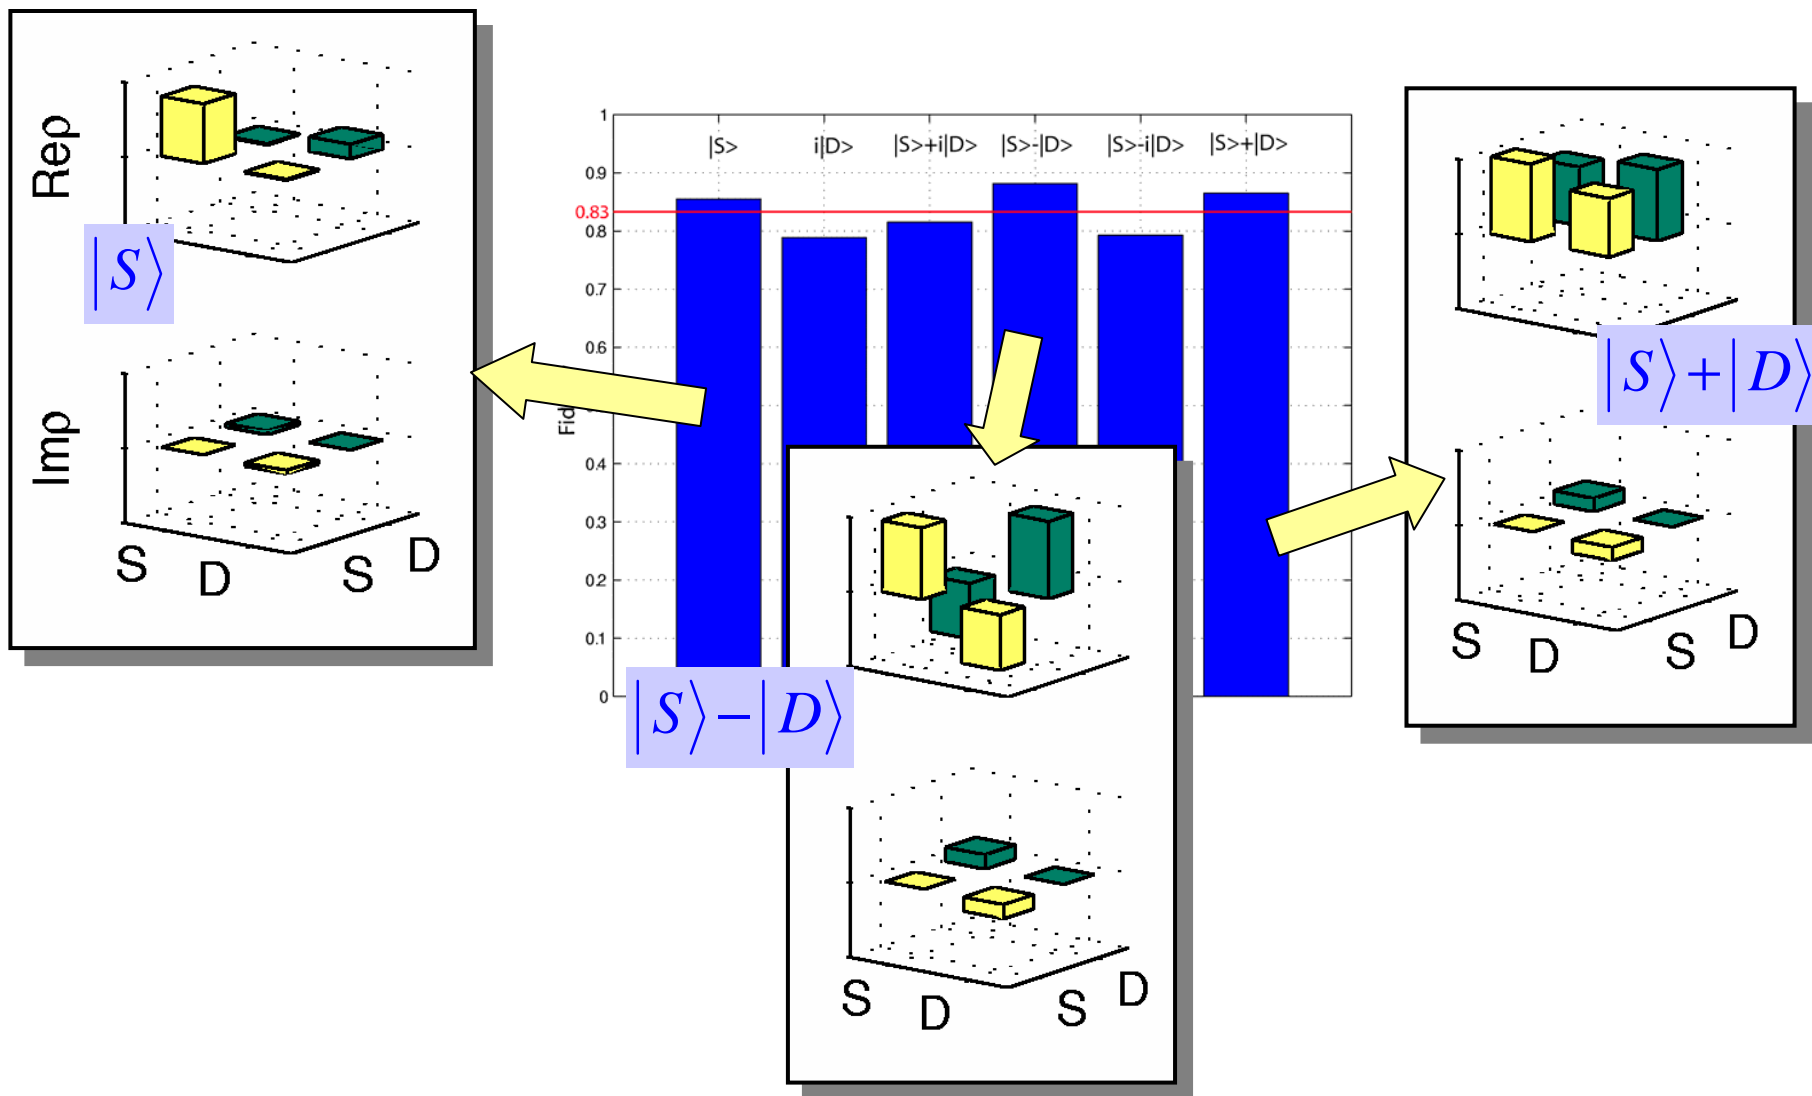 Rep
|S⟩
Imp
S D S D
1
0.9
0.83
0.8
0.7
0.6
0.4
0.3
0.2
0.1
0
Fid
|S> i|D> |S>+i|D> |S>-|D> |S>-i|D> |S>+|D>
|S⟩−|D⟩
S D S D
|S⟩+|D⟩
S D S D